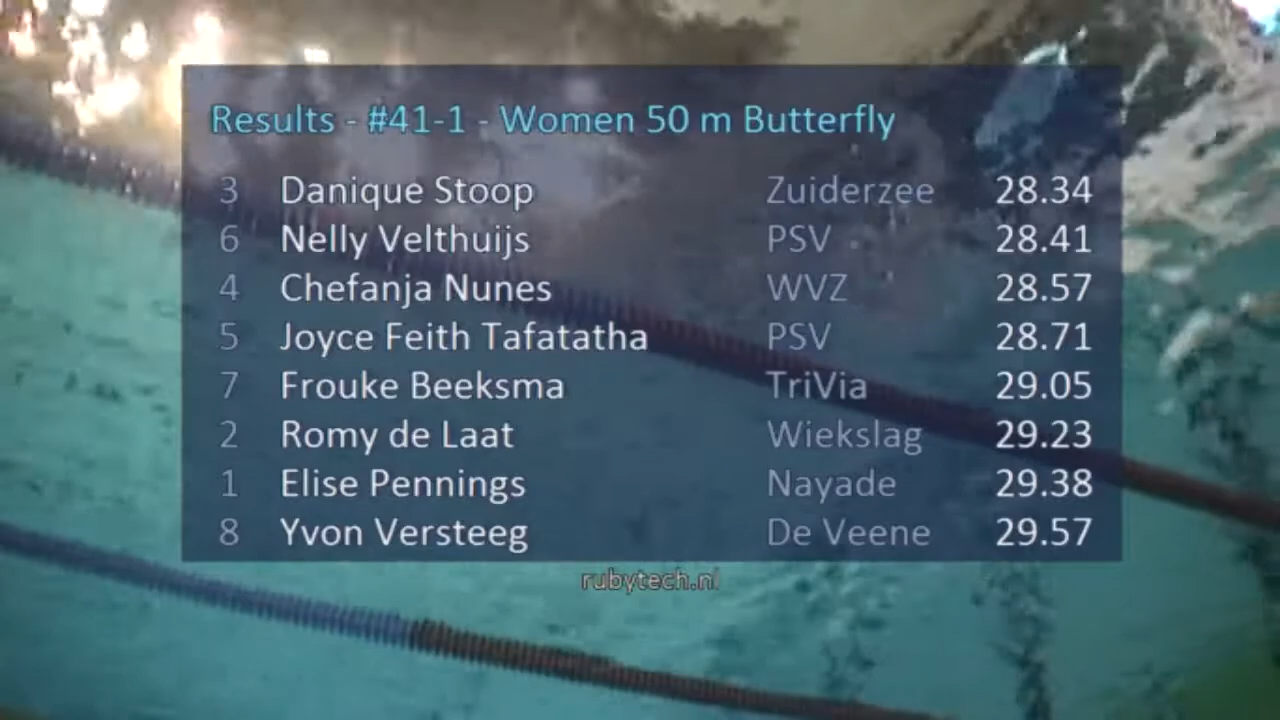 Results - #41-1 - Women 50 m Butterfly
3 Danique Stoop Zuiderzee 28.34
6 Nelly Velthuijs PSV 28.41
4 Chefanja Nunes WVZ 28.57
5 Joyce Feith Tafatatha PSV 28.71
7 Frouke Beeksma TriVia 29.05
2 Romy de Laat Wiekslag 29.23
1 Elise Pennings Nayade 29.38
8 Yvon Versteeg De Veene 29.57
rubytech.nl